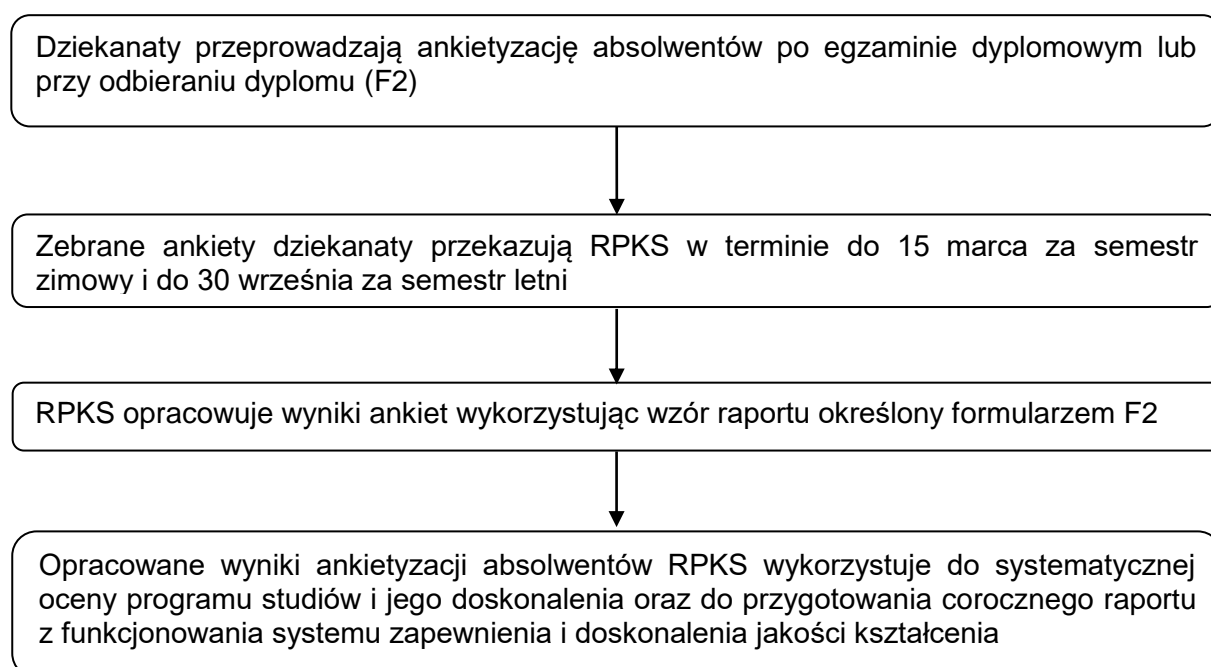 Dziekanaty przeprowadzają ankietyzację absolwentów po egzaminie dyplomowym lub
przy odbieraniu dyplomu (F2)
Zebrane ankiety dziekanaty przekazują RPKS w terminie do 15 marca za semestr
zimowy i do 30 września za semestr letni
RPKS opracowuje wyniki ankiet wykorzystując wzór raportu określony formularzem F2
Opracowane wyniki ankietyzacji absolwentów RPKS wykorzystuje do systematycznej
oceny programu studiów i jego doskonalenia oraz do przygotowania corocznego raportu
z funkcjonowania systemu zapewnienia i doskonalenia jakości kształcenia